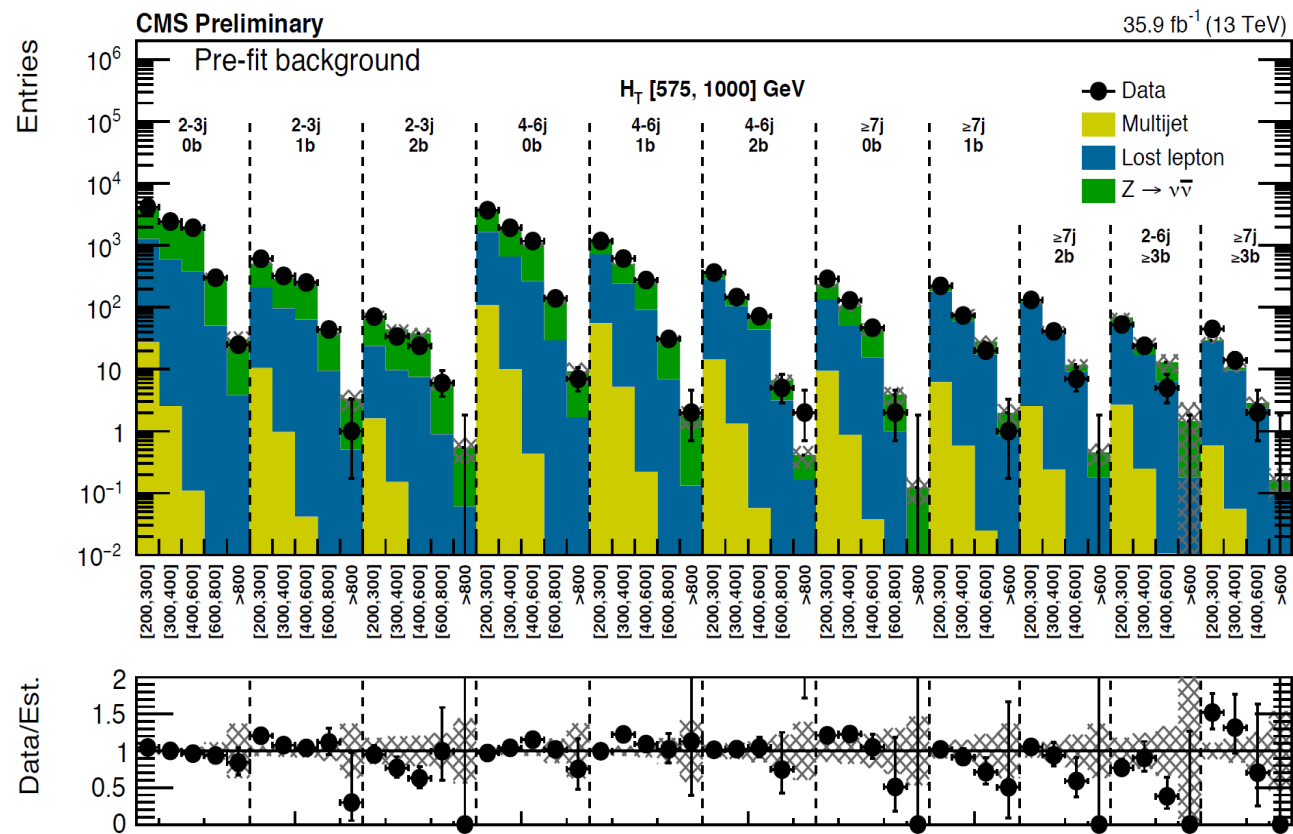 CMS Preliminary
35.9 fb⁻¹ (13 TeV)
Entries
Pre-fit background
H_T [575, 1000] GeV
Data
Multijet
Lost lepton
Z → νν̅
2-3j
0b
2-3j
1b
2-3j
2b
4-6j
0b
4-6j
1b
4-6j
2b
≥7j
0b
≥7j
1b
≥7j
2b
2-6j
≥3b
≥7j
≥3b
10⁶
10⁵
10⁴
10³
10²
10
1
10⁻¹
10⁻²
[200,300]
[300,400]
[400,600]
[600,800]
>800
[200,300]
[300,400]
[400,600]
[600,800]
>800
[200,300]
[300,400]
[400,600]
[600,800]
>800
[200,300]
[300,400]
[400,600]
[600,800]
>800
[200,300]
[300,400]
[400,600]
[600,800]
>800
[200,300]
[300,400]
[400,600]
[600,800]
>800
[200,300]
[300,400]
[400,600]
[600,800]
>800
[200,300]
[300,400]
[400,600]
>600
[200,300]
[300,400]
[400,600]
>600
[200,300]
[300,400]
[400,600]
>600
[200,300]
[300,400]
[400,600]
>600
Data/Est.
2
1.5
1
0.5
0